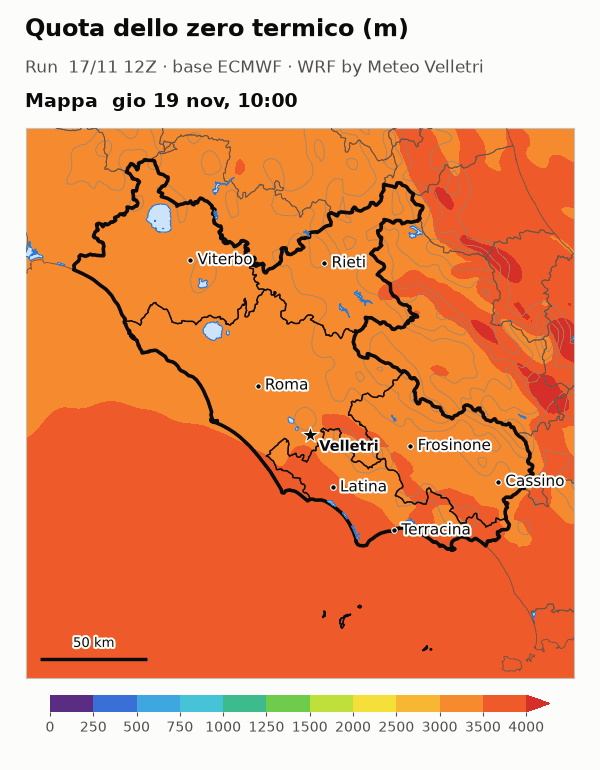 Quota dello zero termico (m)
Run  17/11 12Z · base ECMWF · WRF by Meteo Velletri
Mappa  gio 19 nov, 10:00
Viterbo
Rieti
Roma
Velletri
Frosinone
Latina
Cassino
Terracina
50 km
0 250 500 750 1000 1250 1500 2000 2500 3000 3500 4000